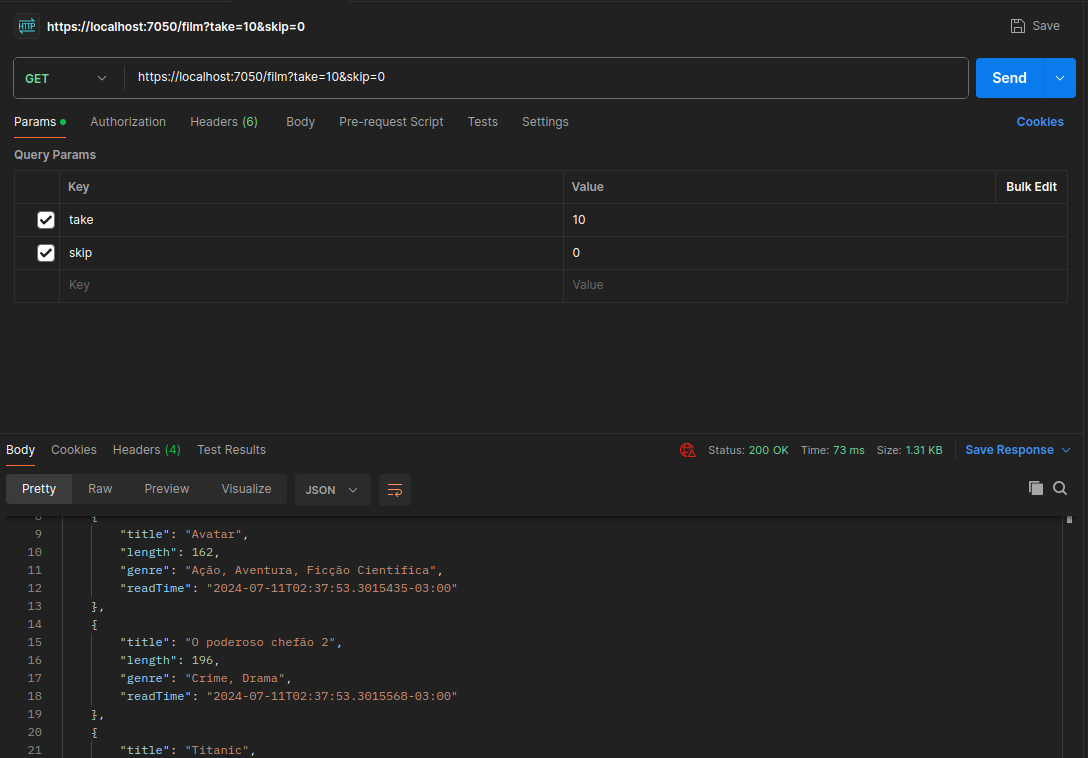 HTTP https://localhost:7050/film?take=10&skip=0 Save
GET https://localhost:7050/film?take=10&skip=0 Send
Params Authorization Headers (6) Body Pre-request Script Tests Settings Cookies
Query Params
Key Value Bulk Edit
take 10
skip 0
Key Value
Body Cookies Headers (4) Test Results Status: 200 OK Time: 73 ms Size: 1.31 KB Save Response
Pretty Raw Preview Visualize JSON
8 {
9 "title": "Avatar",
10 "length": 162,
11 "genre": "Ação, Aventura, Ficção Científica",
12 "readTime": "2024-07-11T02:37:53.3015435-03:00"
13 },
14 {
15 "title": "O poderoso chefão 2",
16 "length": 196,
17 "genre": "Crime, Drama",
18 "readTime": "2024-07-11T02:37:53.3015568-03:00"
19 },
20 {
21 "title": "Titanic",